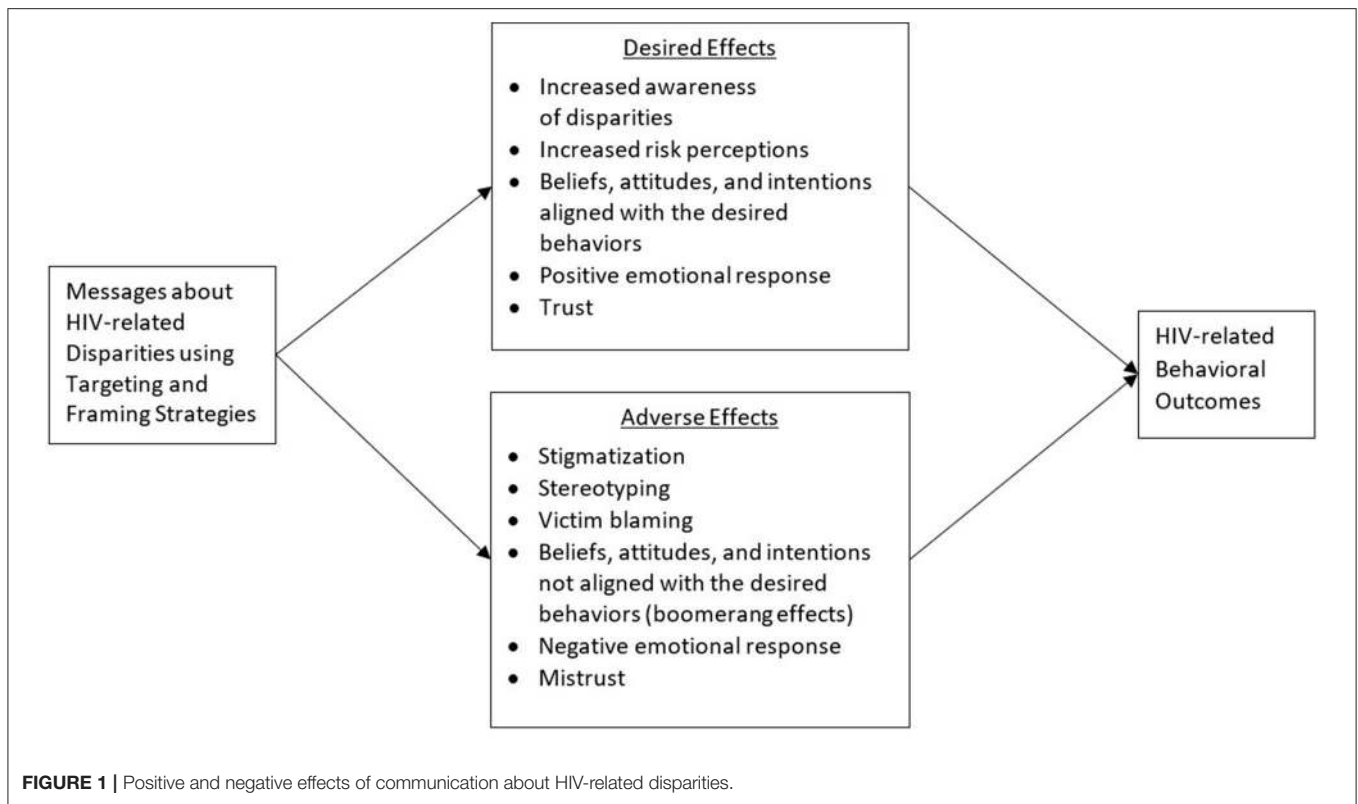 Desired Effects
• Increased awareness
of disparities
• Increased risk perceptions
• Beliefs, attitudes, and intentions
aligned with the desired
behaviors
• Positive emotional response
• Trust
Messages about
HIV-related
Disparities using
Targeting and
Framing Strategies
HIV-related
Behavioral
Outcomes
Adverse Effects
• Stigmatization
• Stereotyping
• Victim blaming
• Beliefs, attitudes, and intentions
not aligned with the desired
behaviors (boomerang effects)
• Negative emotional response
• Mistrust
FIGURE 1 | Positive and negative effects of communication about HIV-related disparities.